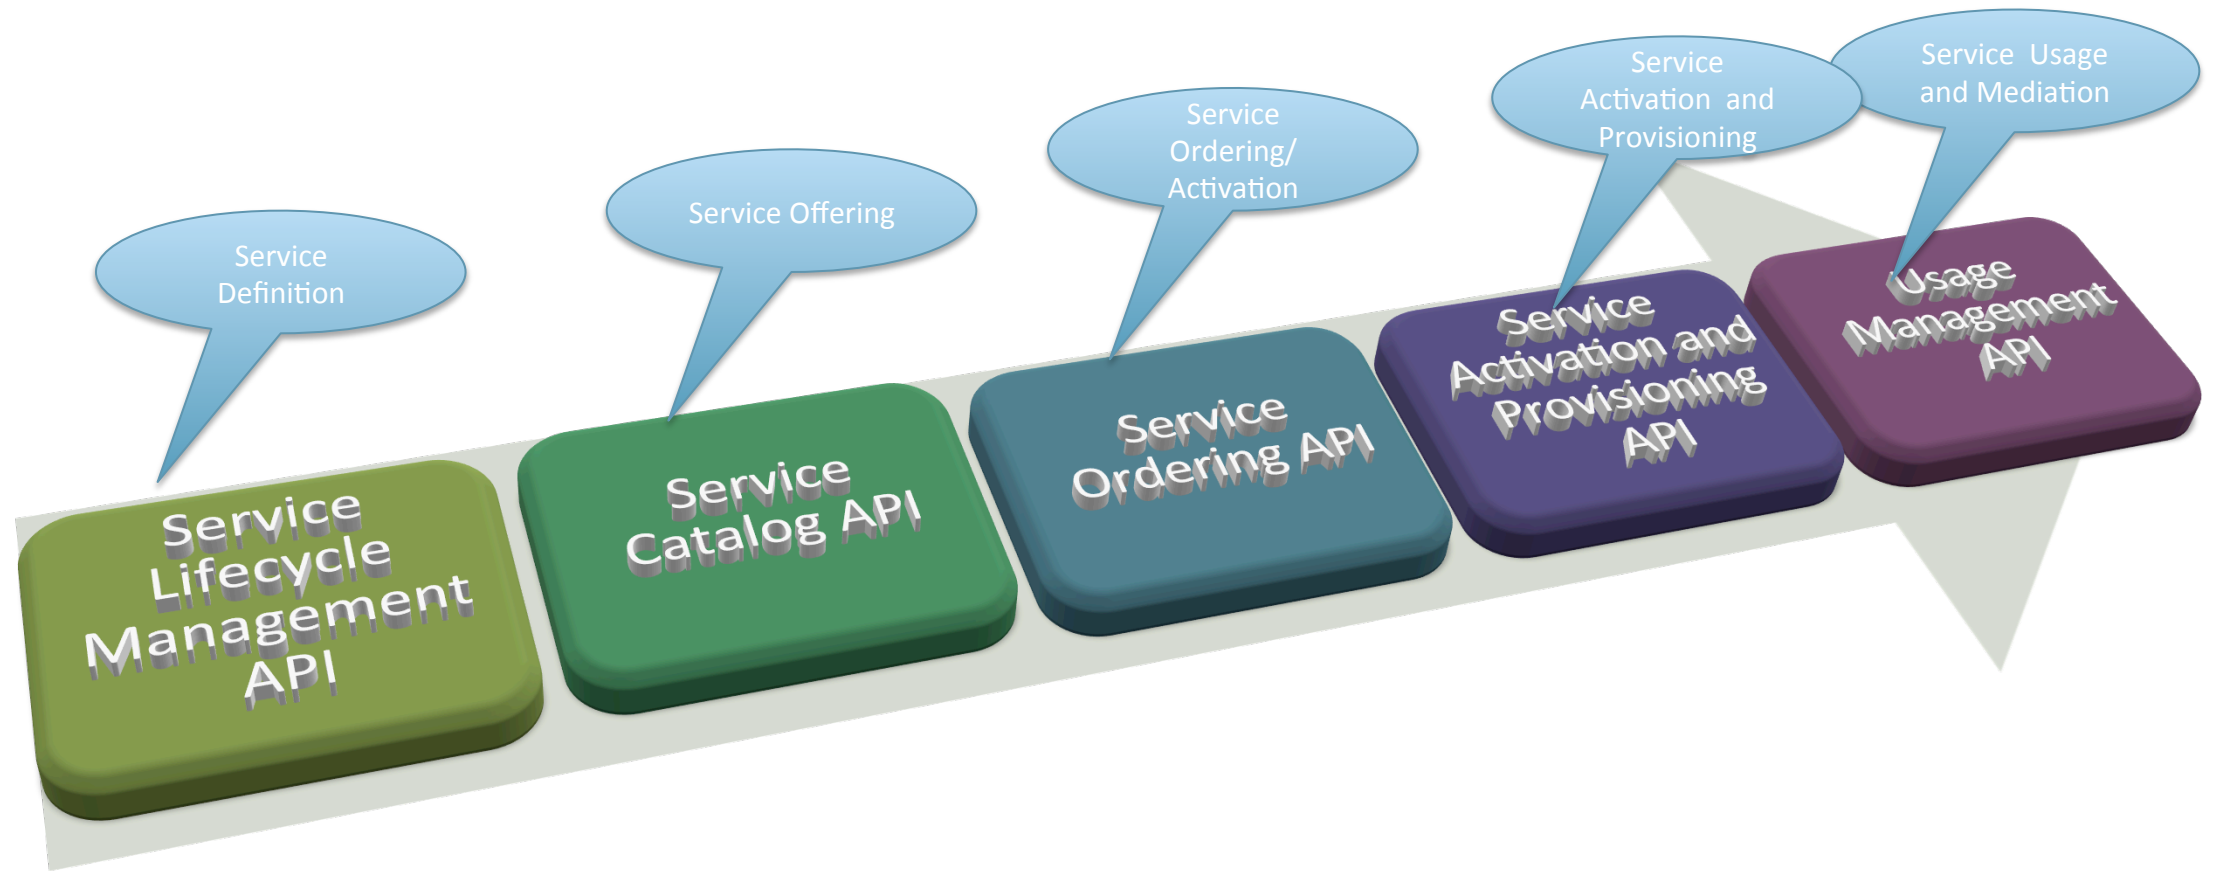 Service
Definition
Service Offering
Service
Ordering/
Activation
Service
Activation and
Provisioning
Service Usage
and Mediation
Service
Lifecycle
Management
API
Service
Catalog API
Service
Ordering API
Service
Activation and
Provisioning
API
Usage
Management
API